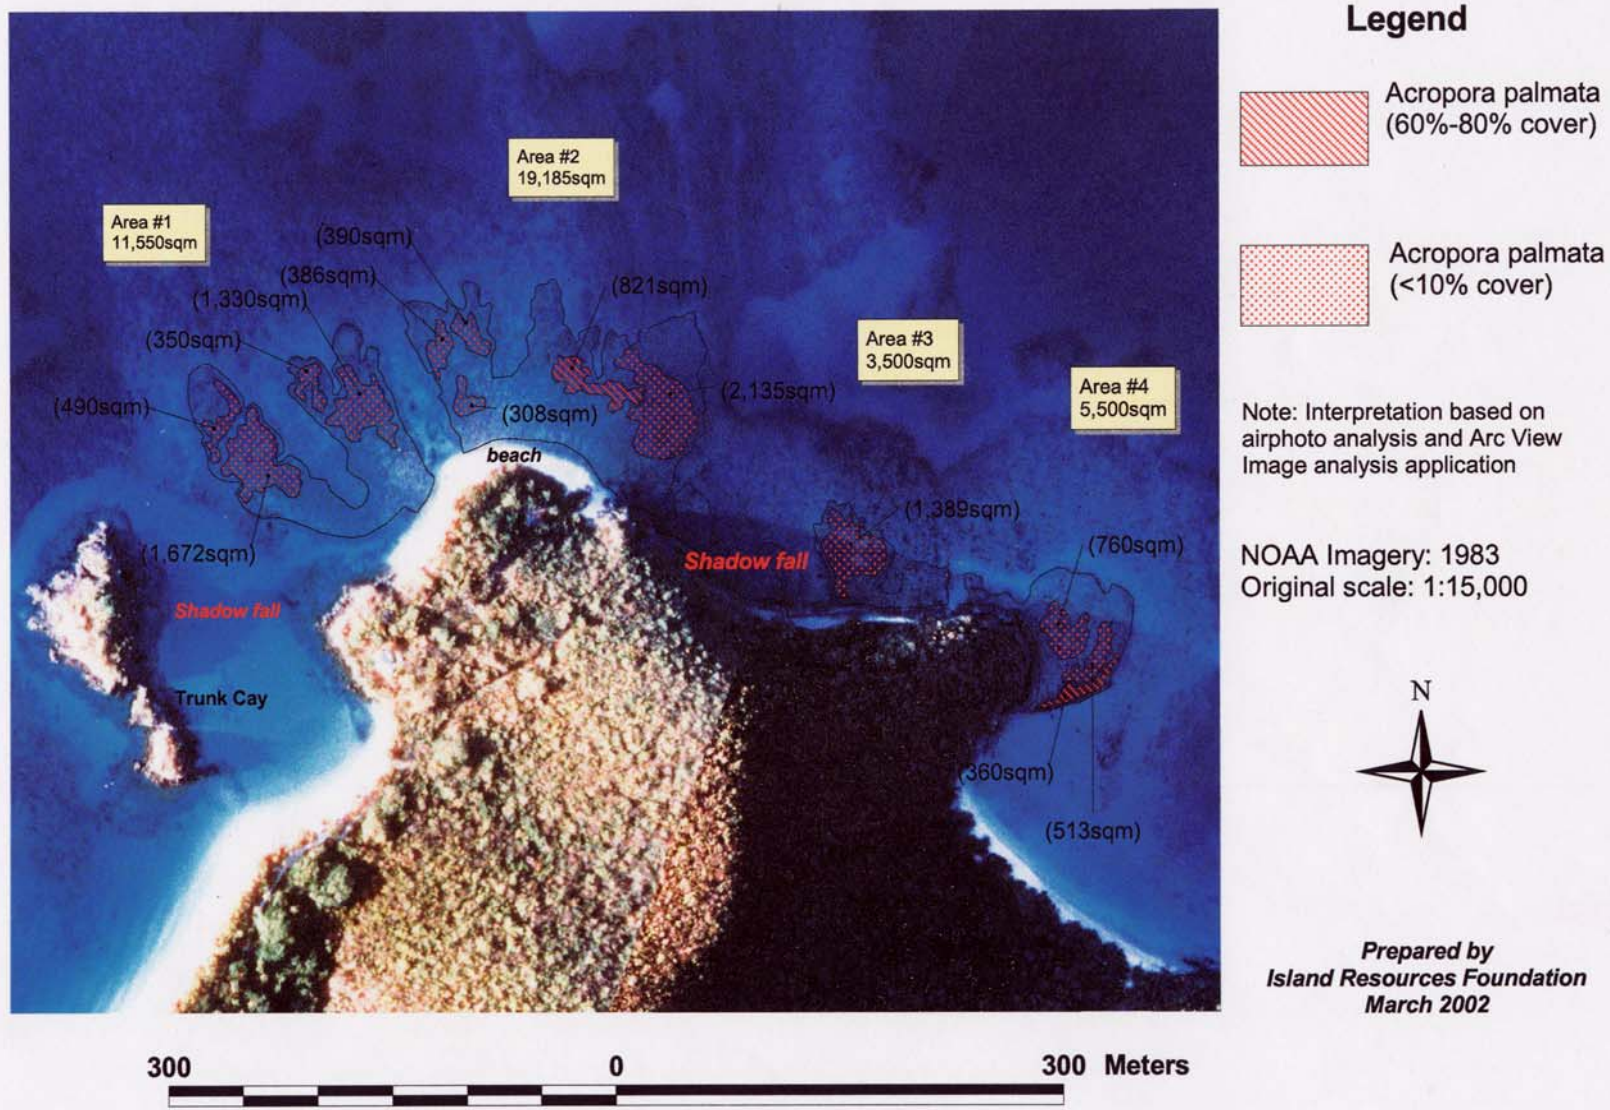 Legend
Acropora palmata
(60%-80% cover)
Acropora palmata
(<10% cover)
Note: Interpretation based on
airphoto analysis and Arc View
Image analysis application
NOAA Imagery: 1983
Original scale: 1:15,000
N
Prepared by
Island Resources Foundation
March 2002
Area #1
11,550sqm
Area #2
19,185sqm
Area #3
3,500sqm
Area #4
5,500sqm
(390sqm)
(386sqm)
(1,330sqm)
(350sqm)
(490sqm)
(1,672sqm)
(821sqm)
(2,135sqm)
(308sqm)
beach
(1,389sqm)
(760sqm)
(360sqm)
(513sqm)
Shadow fall
Shadow fall
Trunk Cay
300 0 300 Meters